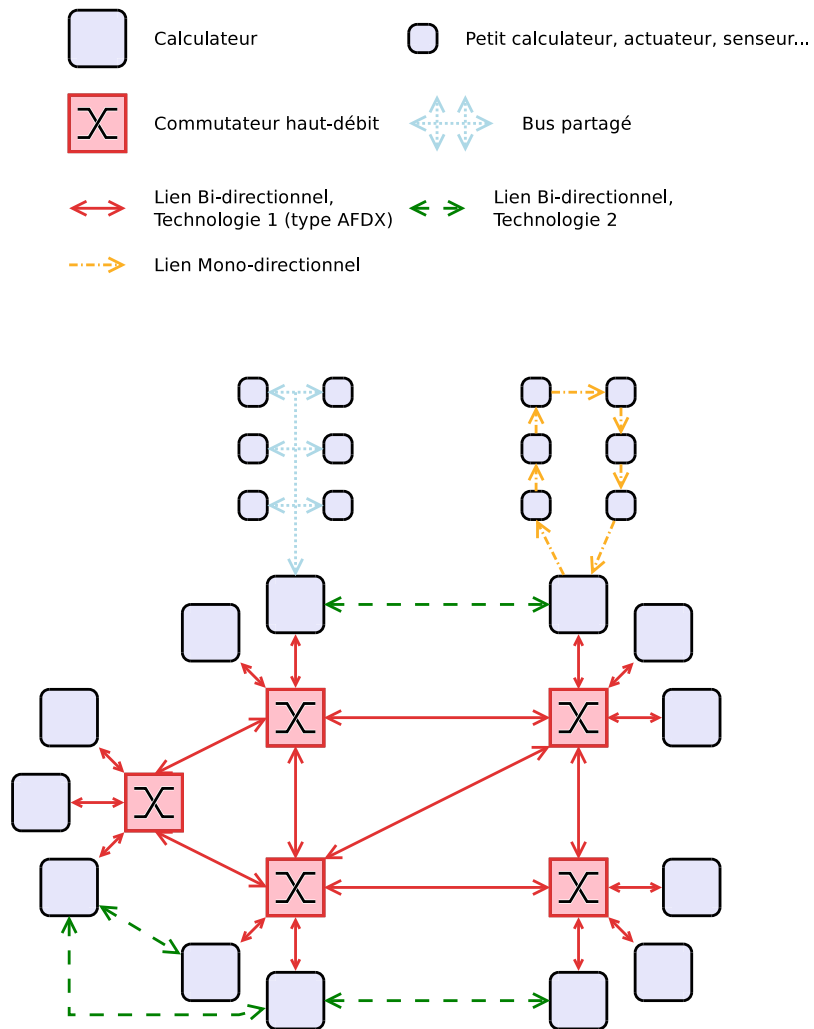 Calculateur
Petit calculateur, actuateur, senseur...
Commutateur haut-débit
Bus partagé
Lien Bi-directionnel,
Technologie 1 (type AFDX)
Lien Bi-directionnel,
Technologie 2
Lien Mono-directionnel